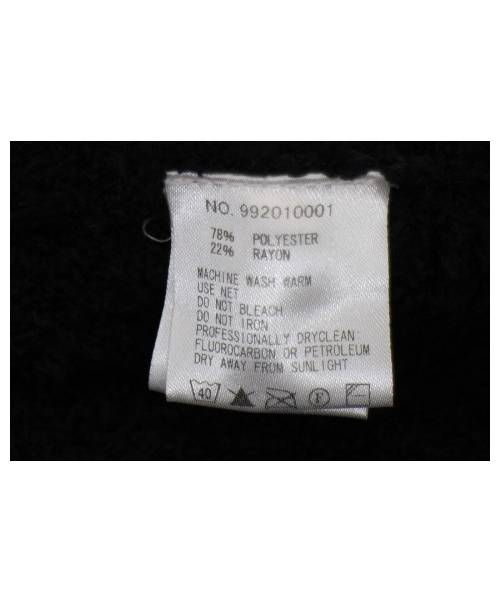 NO. 992010001
78% POLYESTER
22% RAYON
MACHINE WASH WARM
USE NET
DO NOT BLEACH
DO NOT IRON
PROFESSIONALLY DRYCLEAN:
FLUOROCARBON OR PETROLEUM
DRY AWAY FROM SUNLIGHT
40 F